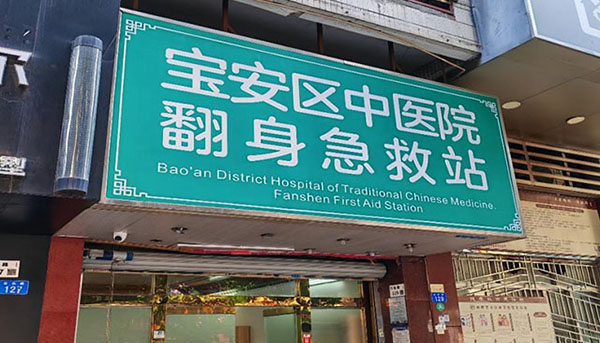 宝安区中医院
翻身急救站
Bao'an District Hospital of Traditional Chinese Medicine.
Fanshen First Aid Station
127
129